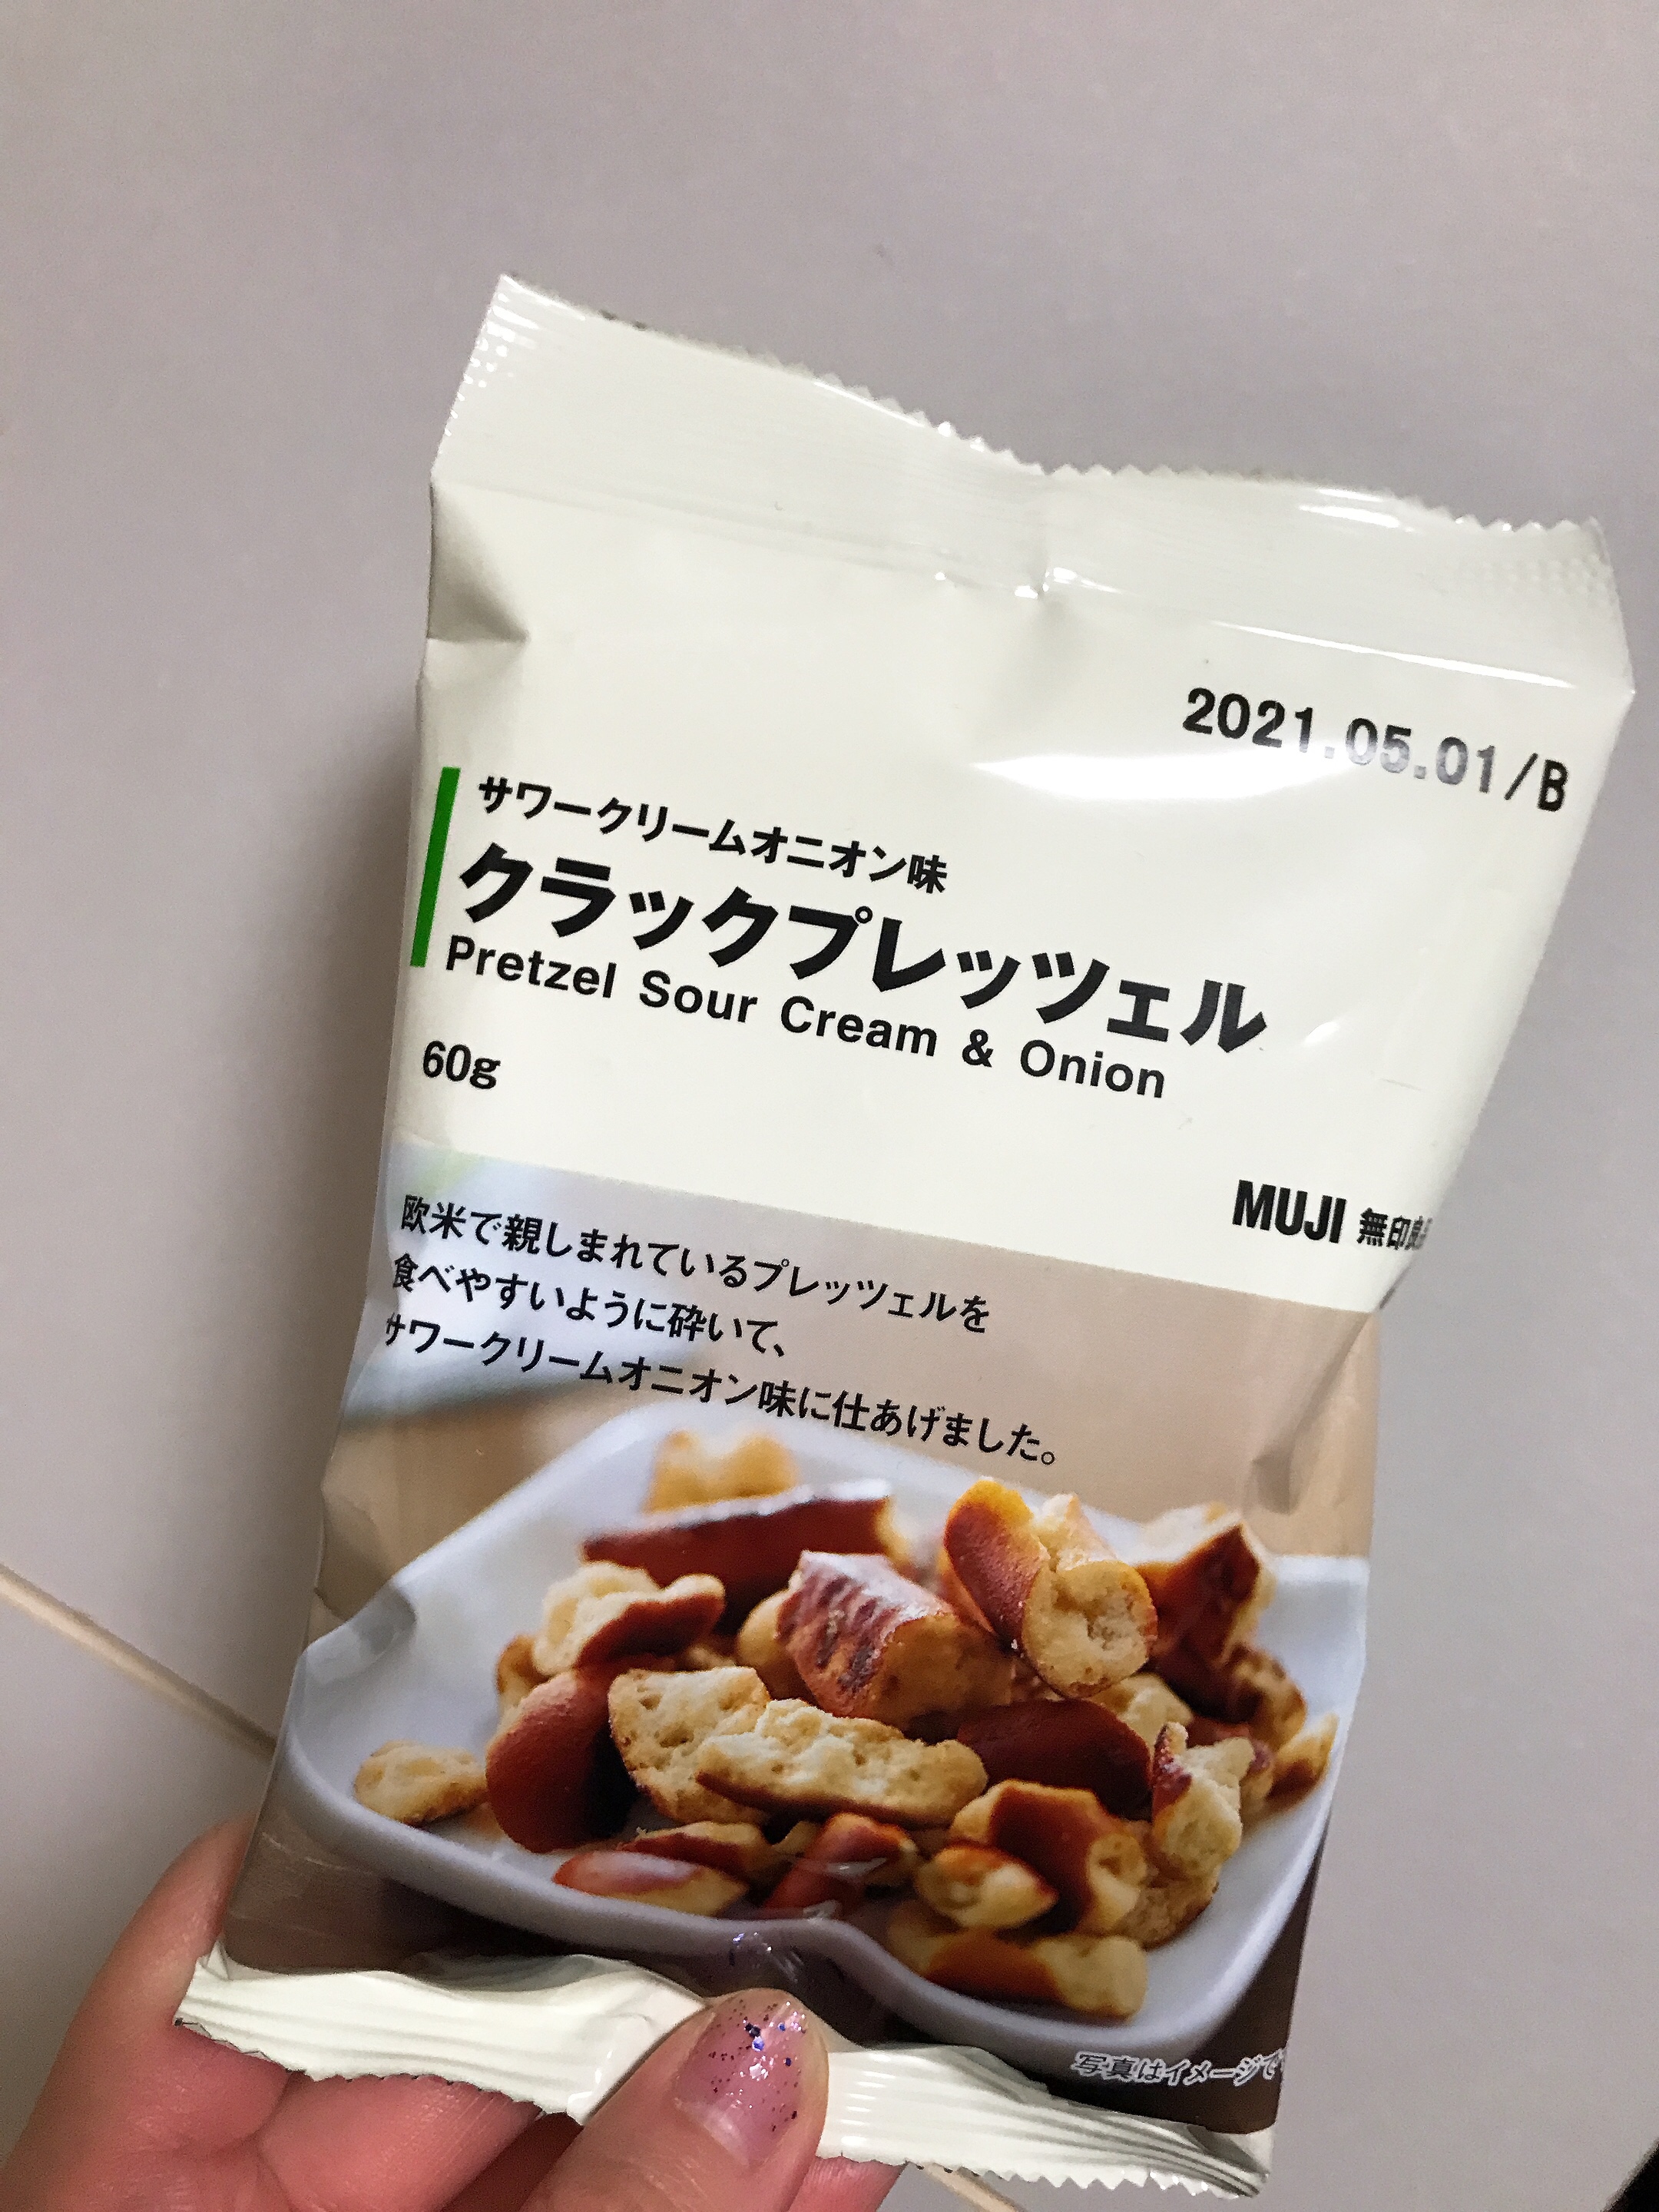 2021.05.01/B
サワークリームオニオン味
クラックプレッツェル
Pretzel Sour Cream & Onion
60g
MUJI 無印良品
欧米で親しまれているプレッツェルを
食べやすいように砕いて、
サワークリームオニオン味に仕あげました。
写真はイメージで